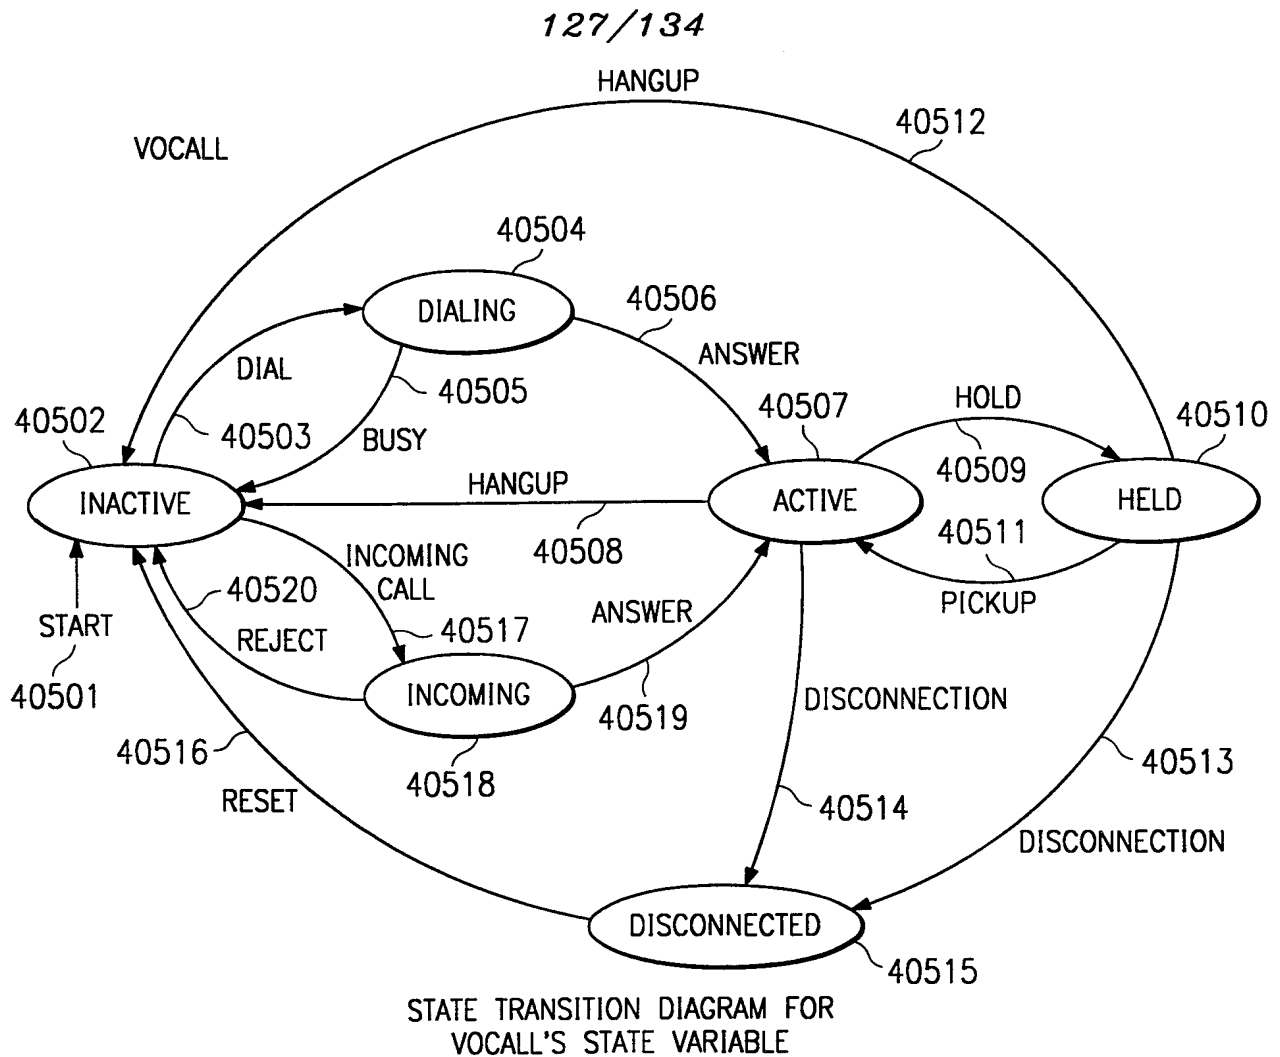 127/134
HANGUP
40512
VOCALL
40504
DIALING
40506
ANSWER
DIAL
40505
40502
40503
BUSY
40507
HOLD
40510
40509
INACTIVE
HANGUP
ACTIVE
HELD
40508
40511
INCOMING
CALL
PICKUP
40520
START
REJECT
40517
ANSWER
40501
INCOMING
40519
DISCONNECTION
40516
40518
40513
RESET
40514
DISCONNECTION
DISCONNECTED
40515
STATE TRANSITION DIAGRAM FOR
VOCALL'S STATE VARIABLE